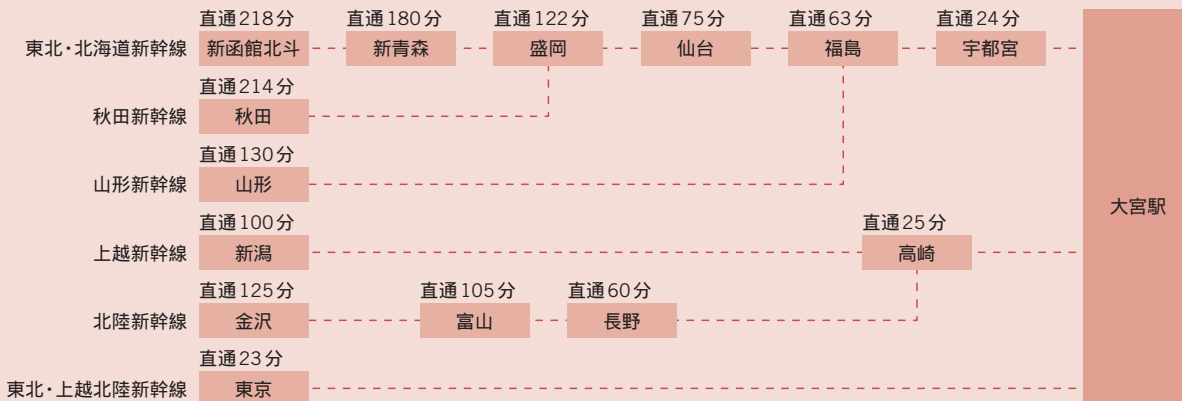 直通218分 直通180分 直通122分 直通75分 直通63分 直通24分
東北・北海道新幹線 新函館北斗 新青森 盛岡 仙台 福島 宇都宮
直通214分
秋田新幹線 秋田
直通130分
山形新幹線 山形
大宮駅
直通100分 直通25分
上越新幹線 新潟 高崎
直通125分 直通105分 直通60分
北陸新幹線 金沢 富山 長野
直通23分
東北・上越北陸新幹線 東京